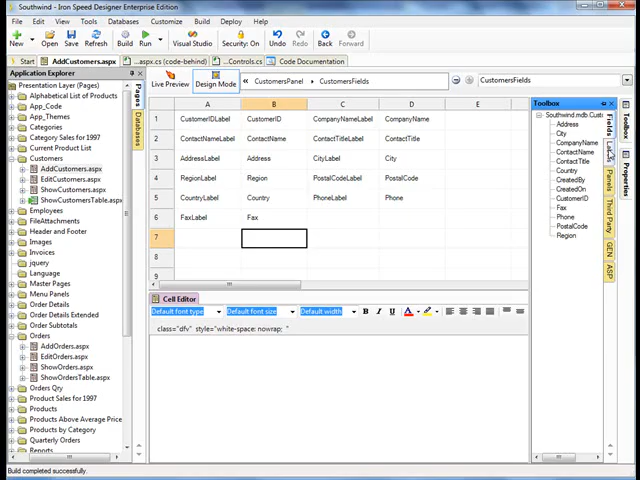 Southwind - Iron Speed Designer Enterprise Edition
File Edit Tools Databases Customize Build Deploy Help
New Open Save Refresh Build Run Visual Studio Security: On Undo Redo Back Forward
Start AddCustomers.aspx ...aspx.cs (code-behind) ...Controls.cs Code Documentation
Application Explorer
Presentation Layer (Pages)
Alphabetical List of Products
App_Code
App_Themes
Categories
Category Sales for 1997
Current Product List
Customers
AddCustomers.aspx
EditCustomers.aspx
ShowCustomers.aspx
ShowCustomersTable.aspx
Employees
FileAttachments
Header and Footer
Images
Invoices
jquery
Language
Master Pages
Menu Panels
Order Details
Order Details Extended
Order Subtotals
Orders
AddOrders.aspx
EditOrders.aspx
ShowOrders.aspx
ShowOrdersTable.aspx
Orders Qry
Product Sales for 1997
Products
Products Above Average Price
Products by Category
Quarterly Orders
Region
Pages
Databases
Live Preview Design Mode « CustomersPanel « CustomersFields CustomersFields
A B C D E
1 CustomerIDLabel CustomerID CompanyNameLabel CompanyName
2 ContactNameLabel ContactName ContactTitleLabel ContactTitle
3 AddressLabel Address CityLabel City
4 RegionLabel Region PostalCodeLabel PostalCode
5 CountryLabel Country PhoneLabel Phone
6 FaxLabel Fax
7
8
9
Cell Editor
Default font type Default font size Default width B I U A
class="dfv" style="white-space: nowrap; "
Toolbox
Southwind.mdb Cust
Address
City
CompanyName
ContactName
Contact Title
Country
CreatedBy
CreatedOn
CustomerID
Fax
Phone
PostalCode
Region
Fields
Panels
Third Party
GEN
ASP
Toolbox
Properties
Build completed successfully.